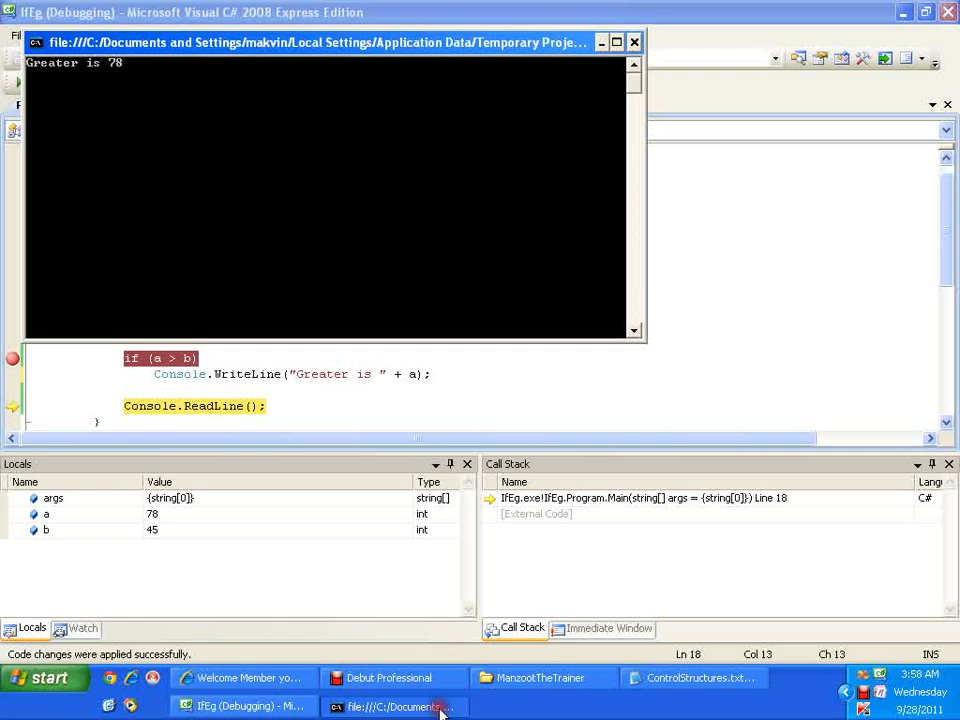 IfEg (Debugging) - Microsoft Visual C# 2008 Express Edition
file:///C:/Documents and Settings/makvin/Local Settings/Application Data/Temporary Proje...
Greater is 78
if (a > b)
Console.WriteLine("Greater is " + a);
Console.ReadLine();
}
Locals
Name Value Type
args {string[0]} string[]
a 78 int
b 45 int
Locals Watch
Call Stack
Name Langu
IfEg.exe!IfEg.Program.Main(string[] args = {string[0]}) Line 18 C#
[External Code]
Call Stack Immediate Window
Code changes were applied successfully. Ln 18 Col 13 Ch 13 INS
start
Welcome Member yo... Debut Professional ManzootTheTrainer ControlStructures.txt...
IfEg (Debugging) - Mi... file:///C:/Documents...
3:58 AM
Wednesday
9/28/2011